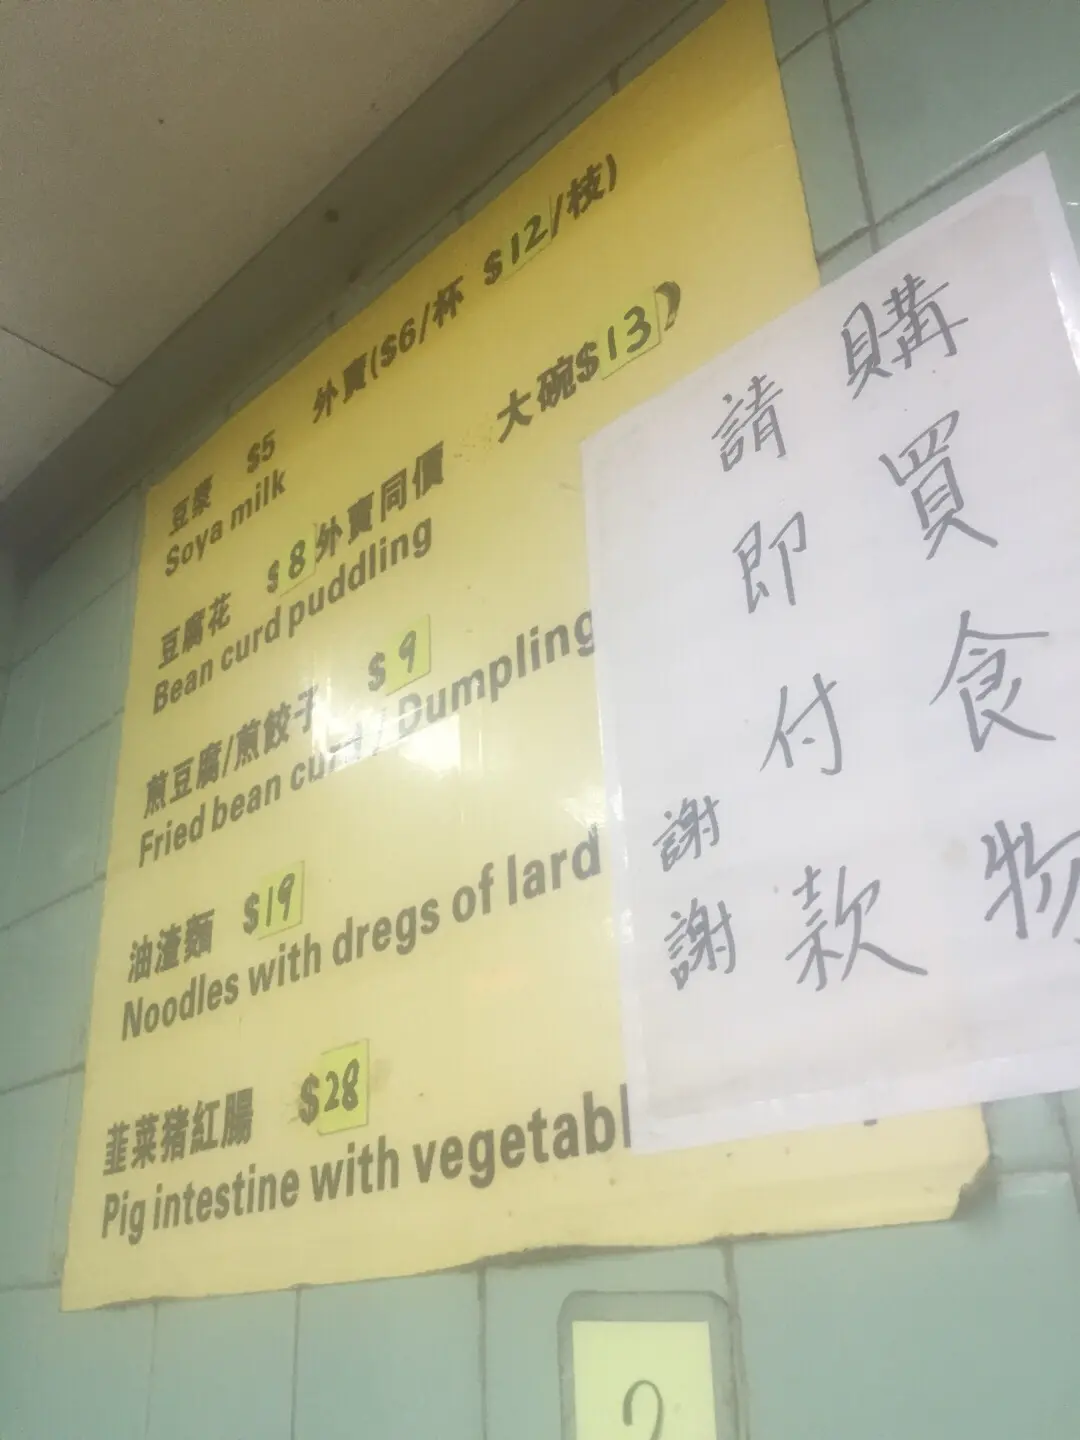 豆漿 $5 外賣($6/杯 $12/枝)
Soya milk
豆腐花 $8 外賣同價 大碗$13)
Bean curd puddling
煎豆腐/煎餃子 $9
Fried bean curd / Dumpling
油渣麵 $19
Noodles with dregs of lard
韮菜猪紅腸 $28
Pig intestine with vegetabl
購買食物
請即付款
謝謝
2